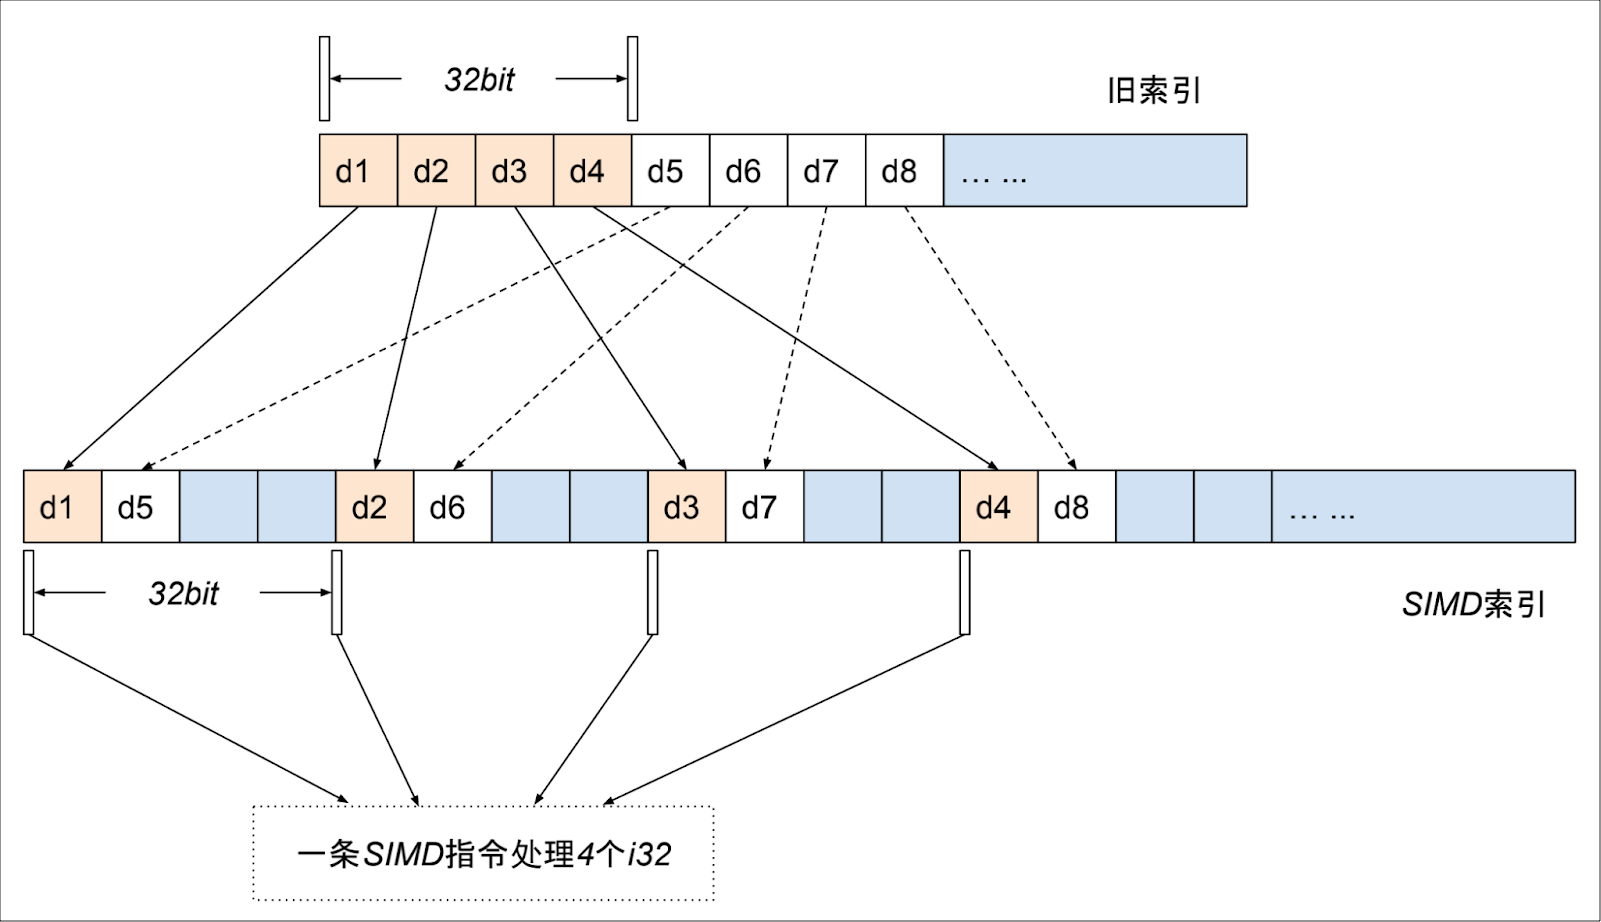 32bit
旧索引
d1 d2 d3 d4 d5 d6 d7 d8 … ...
d1 d5 d2 d6 d3 d7 d4 d8 … ...
32bit
SIMD索引
一条SIMD指令处理4个i32